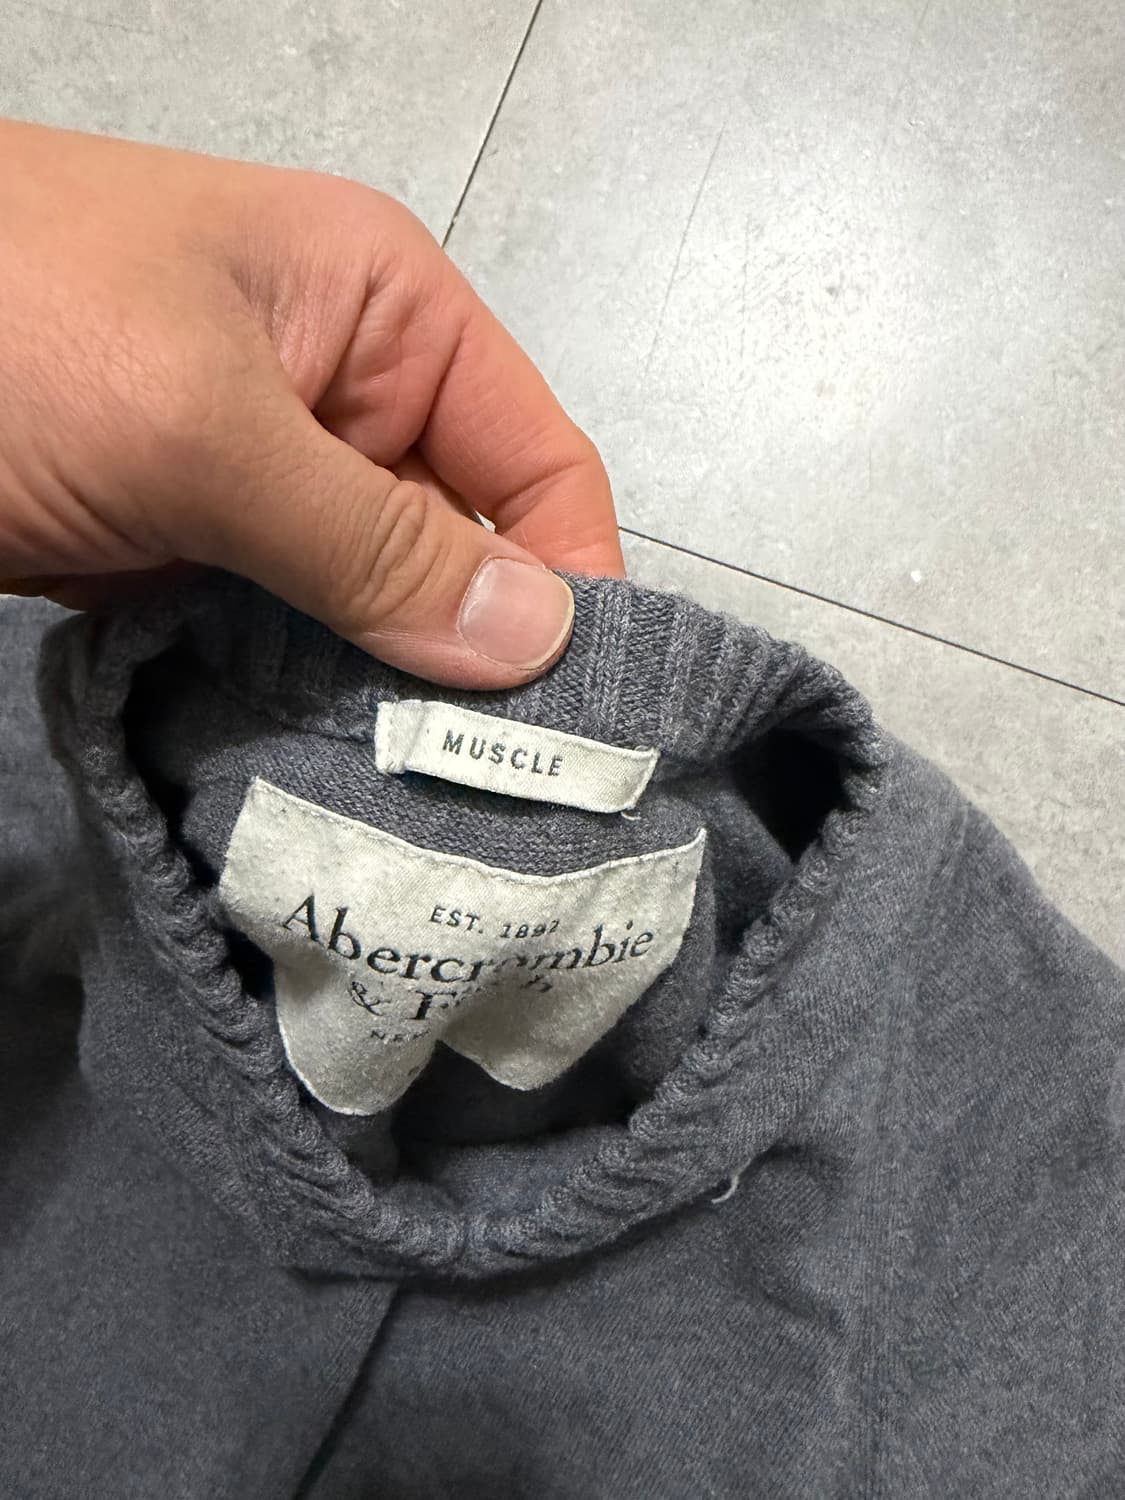 MUSCLE
EST. 1892
Abercrombie
&